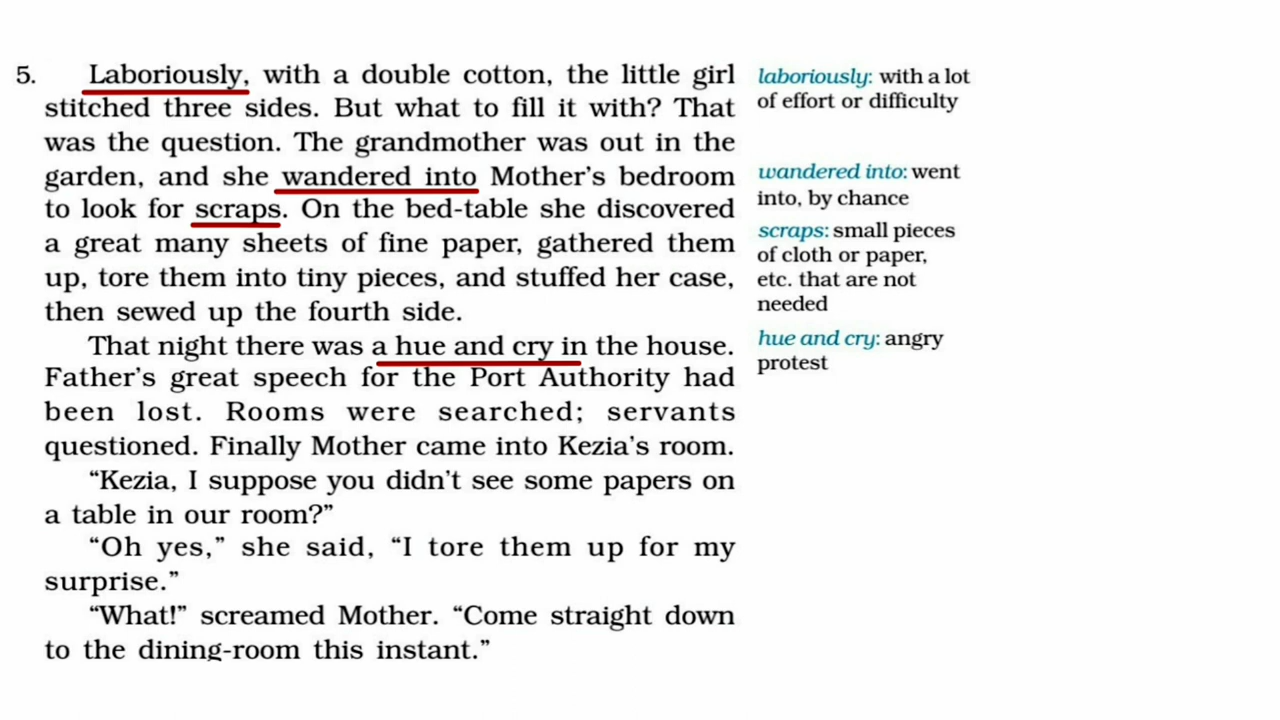 5. Laboriously, with a double cotton, the little girl
stitched three sides. But what to fill it with? That
was the question. The grandmother was out in the
garden, and she wandered into Mother's bedroom
to look for scraps. On the bed-table she discovered
a great many sheets of fine paper, gathered them
up, tore them into tiny pieces, and stuffed her case,
then sewed up the fourth side.
That night there was a hue and cry in the house.
Father's great speech for the Port Authority had
been lost. Rooms were searched; servants
questioned. Finally Mother came into Kezia's room.
“Kezia, I suppose you didn't see some papers on
a table in our room?”
“Oh yes,” she said, “I tore them up for my
surprise.”
“What!” screamed Mother. “Come straight down
to the dining-room this instant.”
laboriously: with a lot
of effort or difficulty
wandered into: went
into, by chance
scraps: small pieces
of cloth or paper,
etc. that are not
needed
hue and cry: angry
protest